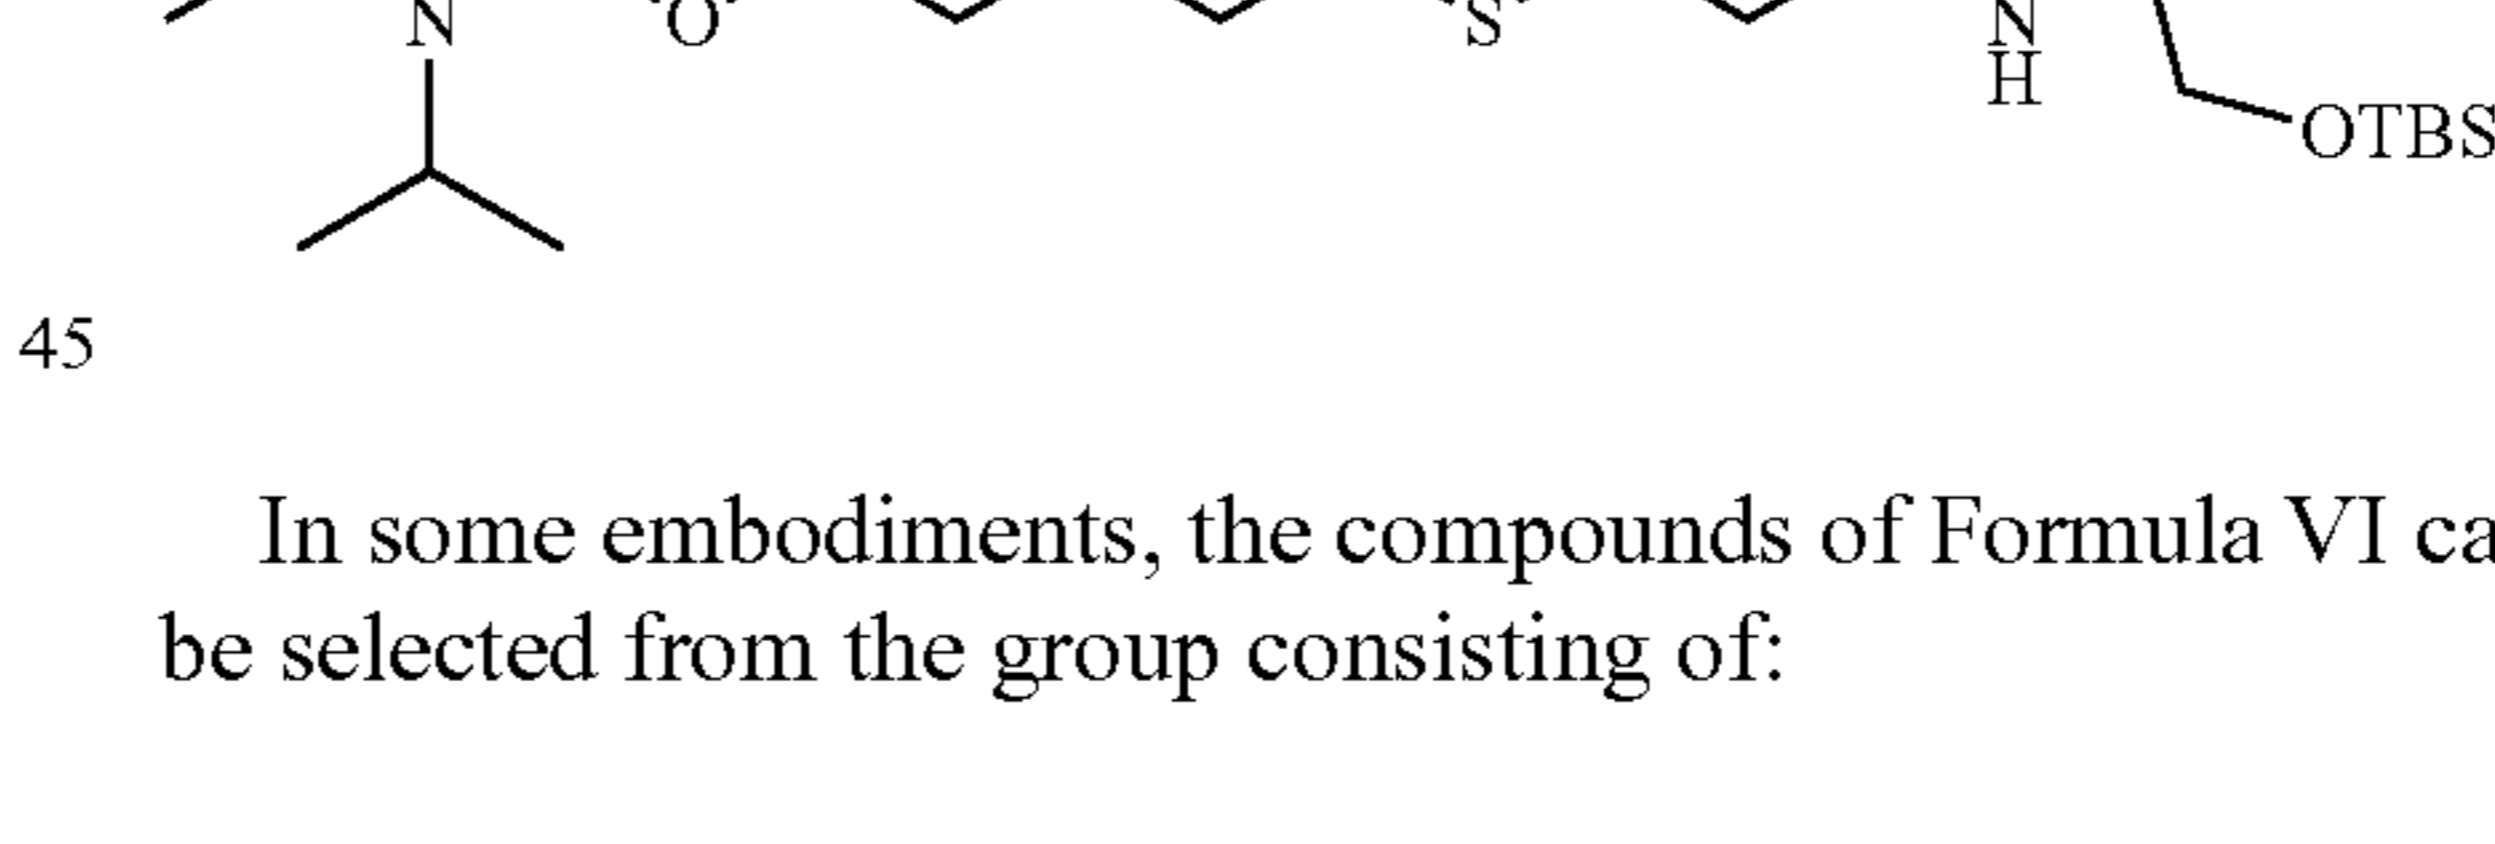 N O S N
H
OTBS
45
In some embodiments, the compounds of Formula VI ca
be selected from the group consisting of: